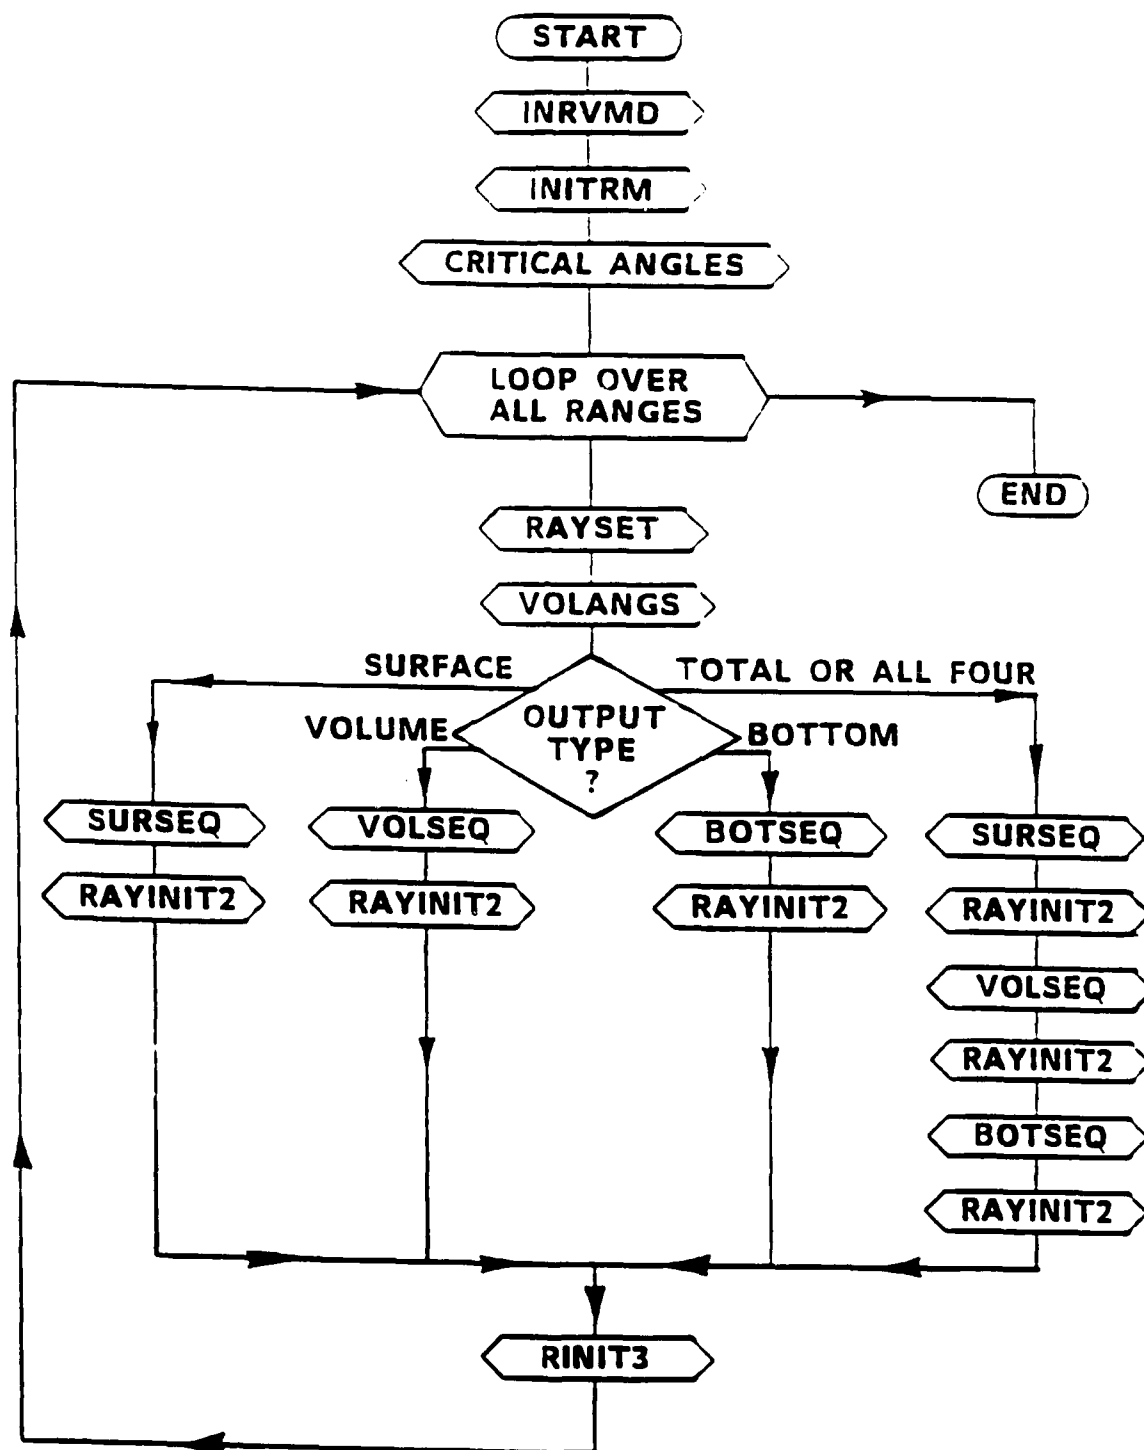 START
INRVMD
INITRM
CRITICAL ANGLES
LOOP OVER
ALL RANGES
END
RAYSET
VOLANGS
SURFACE
TOTAL OR ALL FOUR
VOLUME
OUTPUT
TYPE
?
BOTTOM
SURSEQ
VOLSEQ
BOTSEQ
SURSEQ
RAYINIT2
RAYINIT2
RAYINIT2
RAYINIT2
VOLSEQ
RAYINIT2
BOTSEQ
RAYINIT2
RINIT3